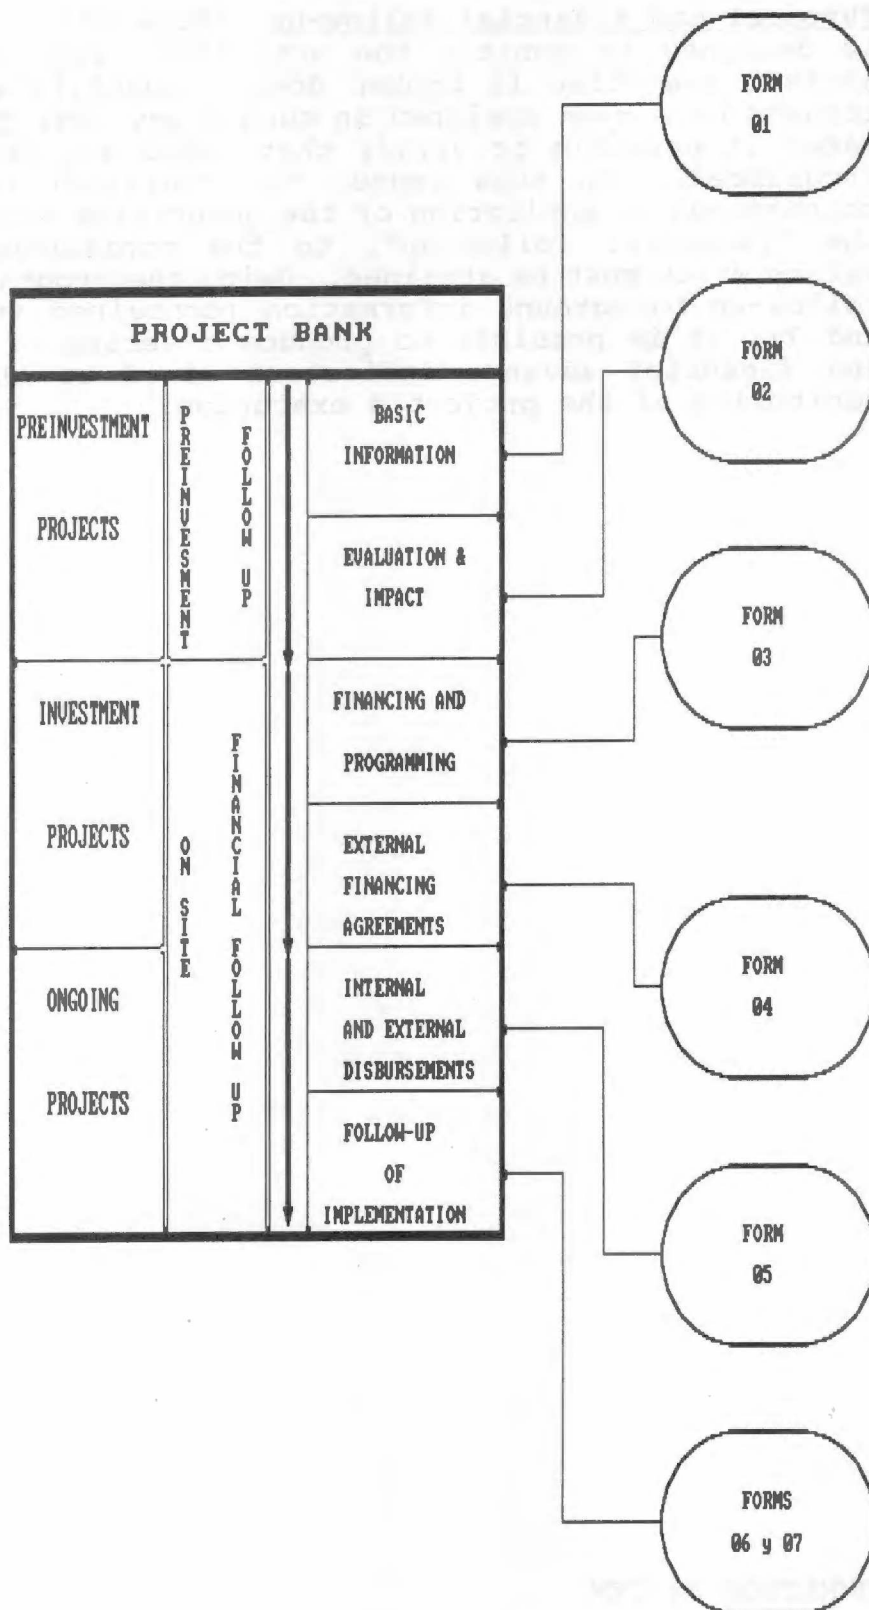 PROJECT BANK
PREINVESTMENT
PROJECTS
PREINVESMENT
FOLLOW UP
BASIC
INFORMATION
EVALUATION &
IMPACT
INVESTMENT
PROJECTS
ON SITE
FINANCIAL FOLLOW UP
FINANCING AND
PROGRAMMING
EXTERNAL
FINANCING
AGREEMENTS
ONGOING
PROJECTS
INTERNAL
AND EXTERNAL
DISBURSEMENTS
FOLLOW-UP
OF
IMPLEMENTATION
FORM
01
FORM
02
FORM
03
FORM
04
FORM
05
FORMS
06 y 07